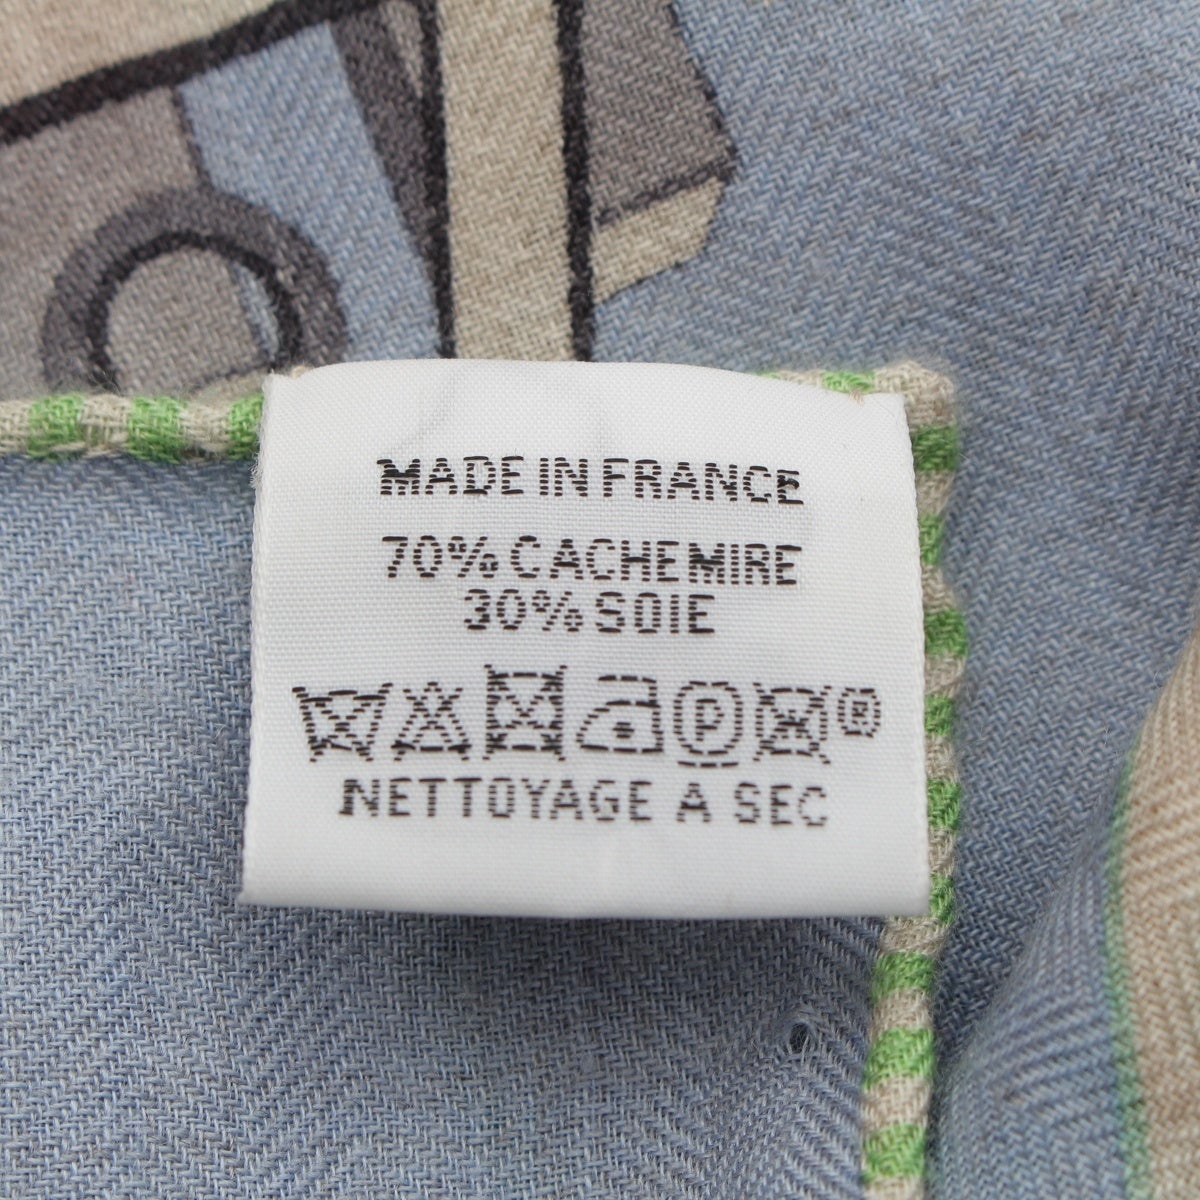 MADE IN FRANCE
70% CACHEMIRE
30% SOIE
P ®
NETTOYAGE A SEC